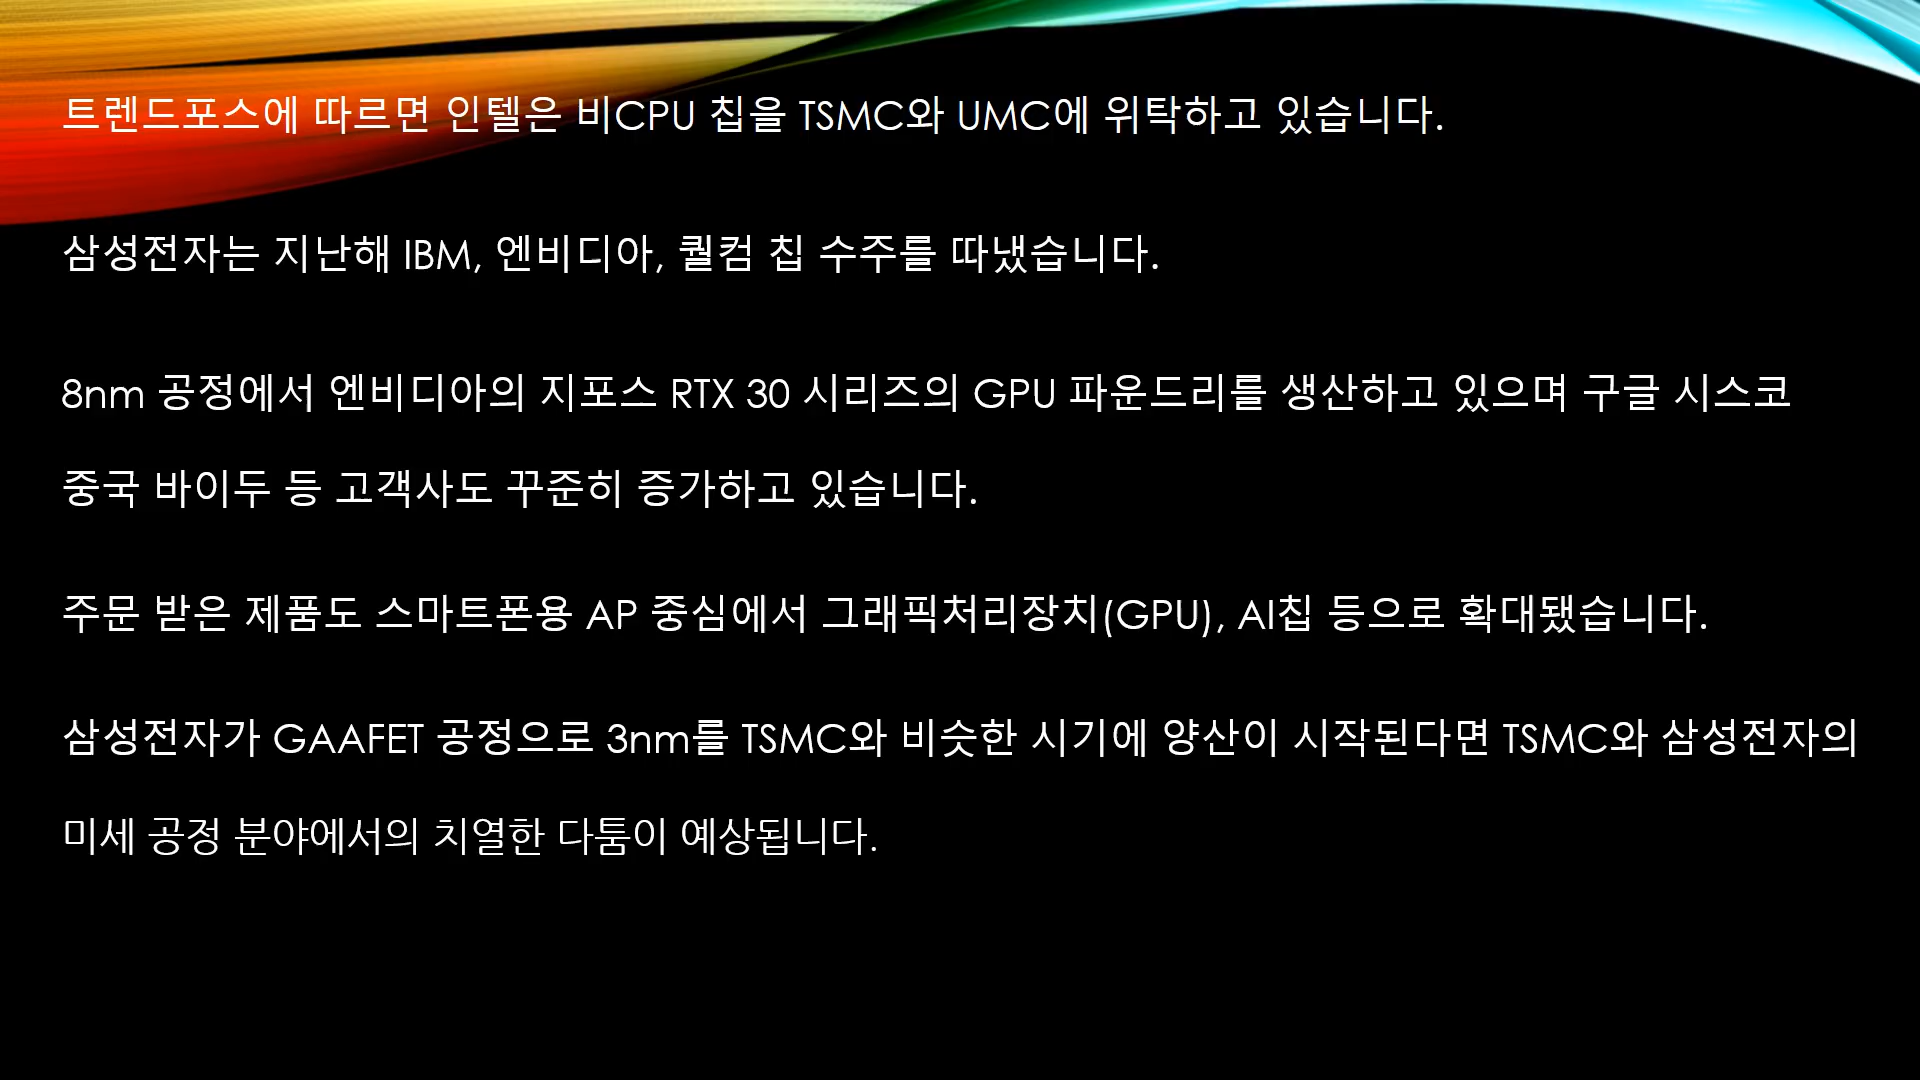 트렌드포스에 따르면 인텔은 비CPU 칩을 TSMC와 UMC에 위탁하고 있습니다.
삼성전자는 지난해 IBM, 엔비디아, 퀄컴 칩 수주를 따냈습니다.
8nm 공정에서 엔비디아의 지포스 RTX 30 시리즈의 GPU 파운드리를 생산하고 있으며 구글 시스코
중국 바이두 등 고객사도 꾸준히 증가하고 있습니다.
주문 받은 제품도 스마트폰용 AP 중심에서 그래픽처리장치(GPU), AI칩 등으로 확대됐습니다.
삼성전자가 GAAFET 공정으로 3nm를 TSMC와 비슷한 시기에 양산이 시작된다면 TSMC와 삼성전자의
미세 공정 분야에서의 치열한 다툼이 예상됩니다.